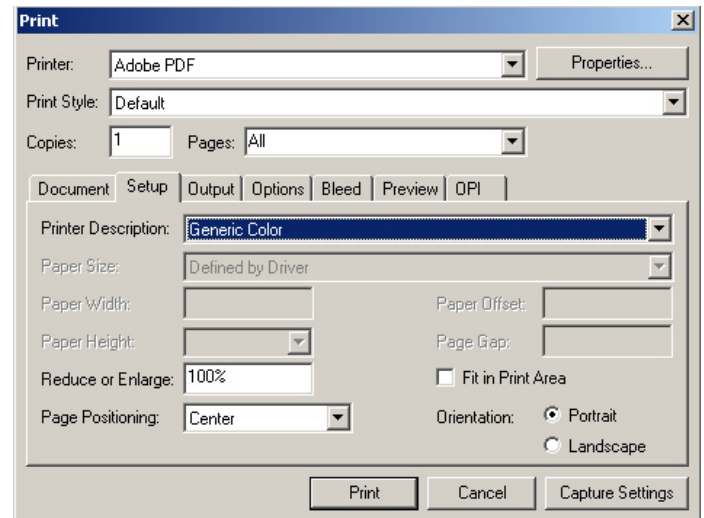 Print
Printer: Adobe PDF Properties...
Print Style: Default
Copies: 1 Pages: All
Document Setup Output Options Bleed Preview OPI
Printer Description: Generic Color
Paper Size: Defined by Driver
Paper Width: Paper Offset:
Paper Height: Page Gap:
Reduce or Enlarge: 100% Fit in Print Area
Page Positioning: Center Orientation: Portrait
Landscape
Print Cancel Capture Settings